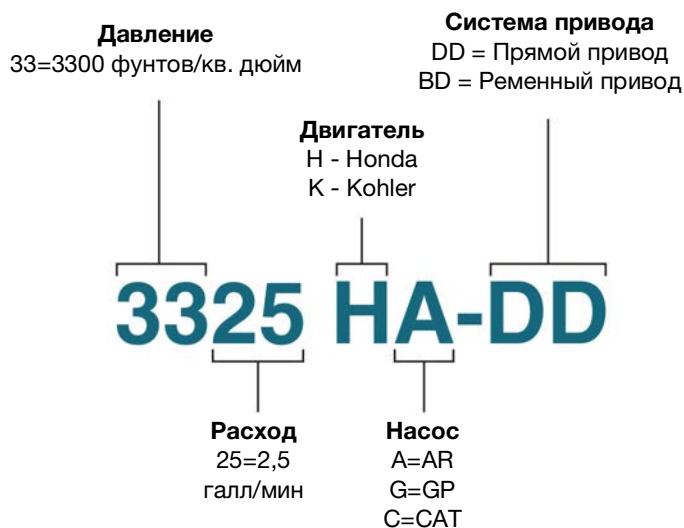 Давление
33=3300 фунтов/кв. дюйм
Система привода
DD = Прямой привод
BD = Ременный привод
Двигатель
H - Honda
K - Kohler
3325 HA-DD
Расход
25=2,5
галл/мин
Насос
A=AR
G=GP
C=CAT